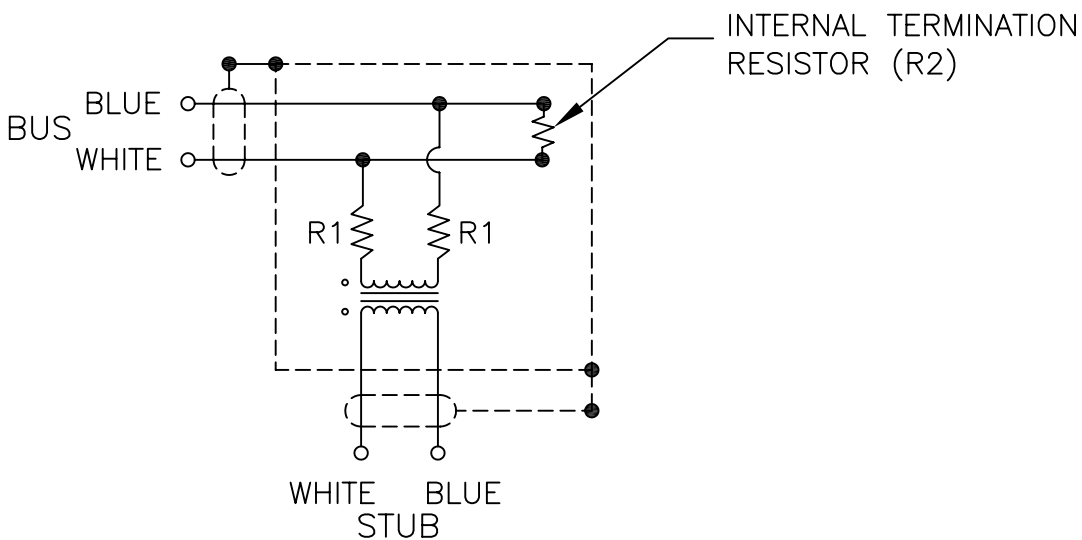 INTERNAL TERMINATION
RESISTOR (R2)
BLUE
BUS
WHITE
R1
R1
WHITE
BLUE
STUB